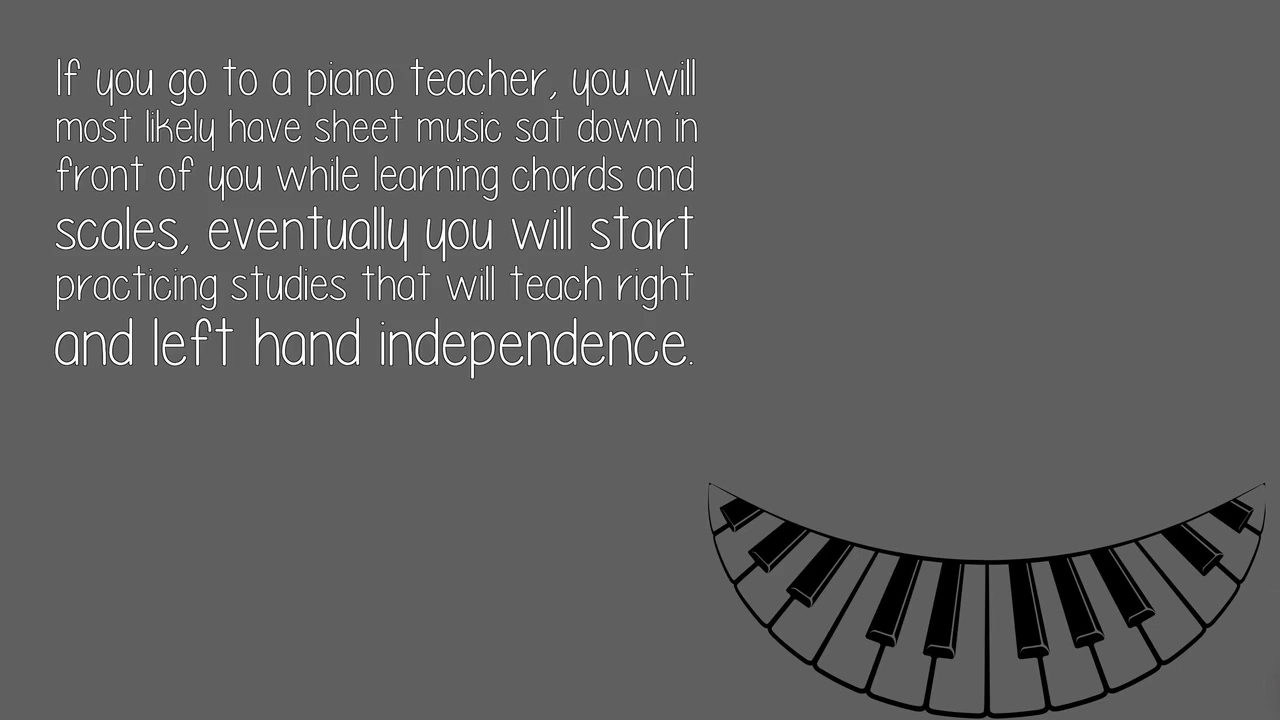 If you go to a piano teacher, you will
most likely have sheet music sat down in
front of you while learning chords and
scales, eventually you will start
practicing studies that will teach right
and left hand independence.